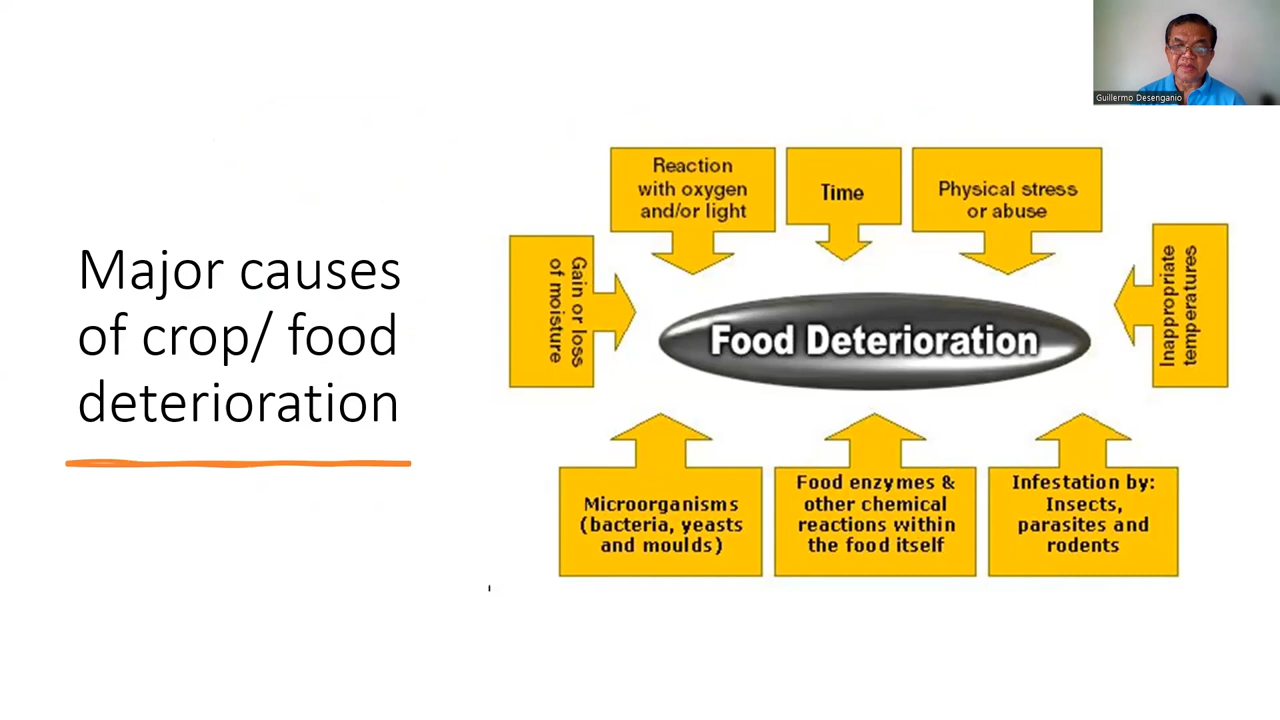 Guillermo Desenganio
Major causes
of crop/ food
deterioration
Reaction
with oxygen
and/or light
Time
Physical stress
or abuse
Gain or loss
of moisture
Food Deterioration
Inappropriate
temperatures
Microorganisms
(bacteria, yeasts
and moulds)
Food enzymes &
other chemical
reactions within
the food itself
Infestation by:
Insects,
parasites and
rodents